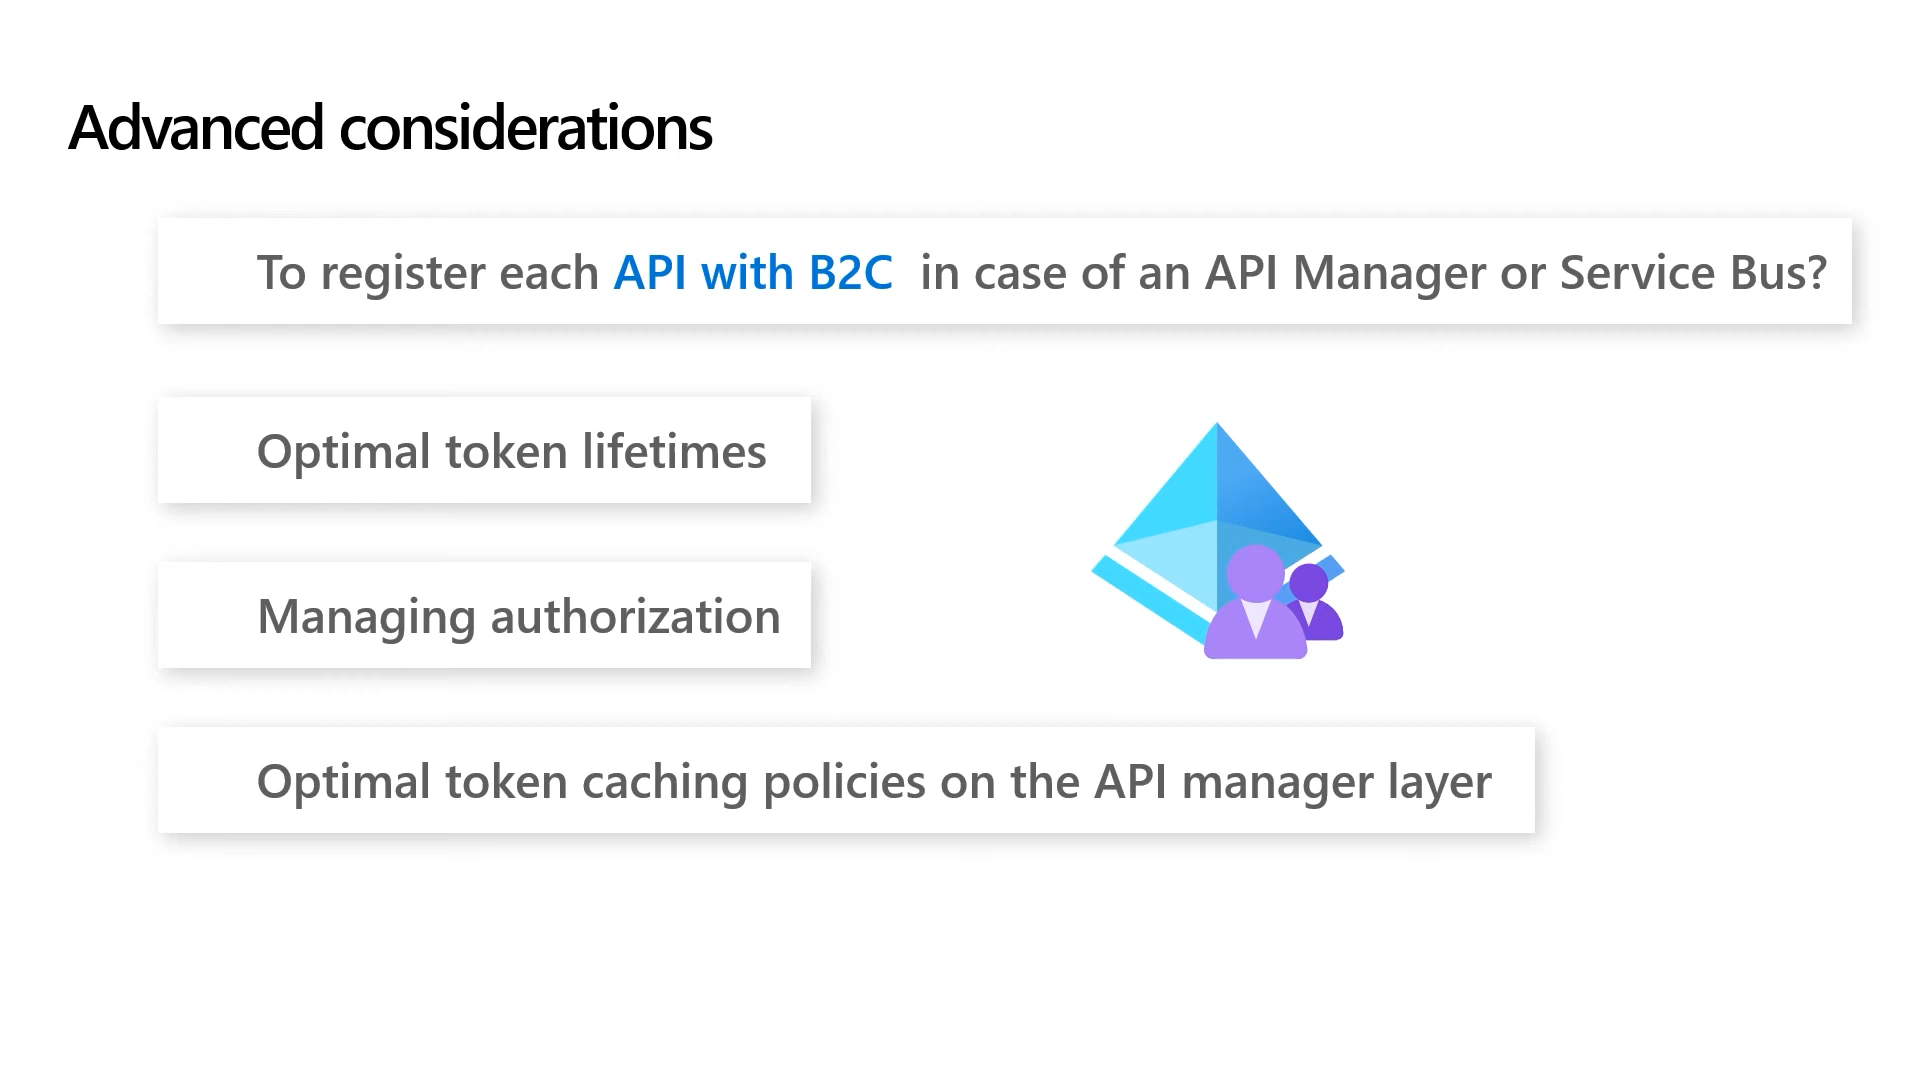 Advanced considerations
To register each API with B2C in case of an API Manager or Service Bus?
Optimal token lifetimes
Managing authorization
Optimal token caching policies on the API manager layer